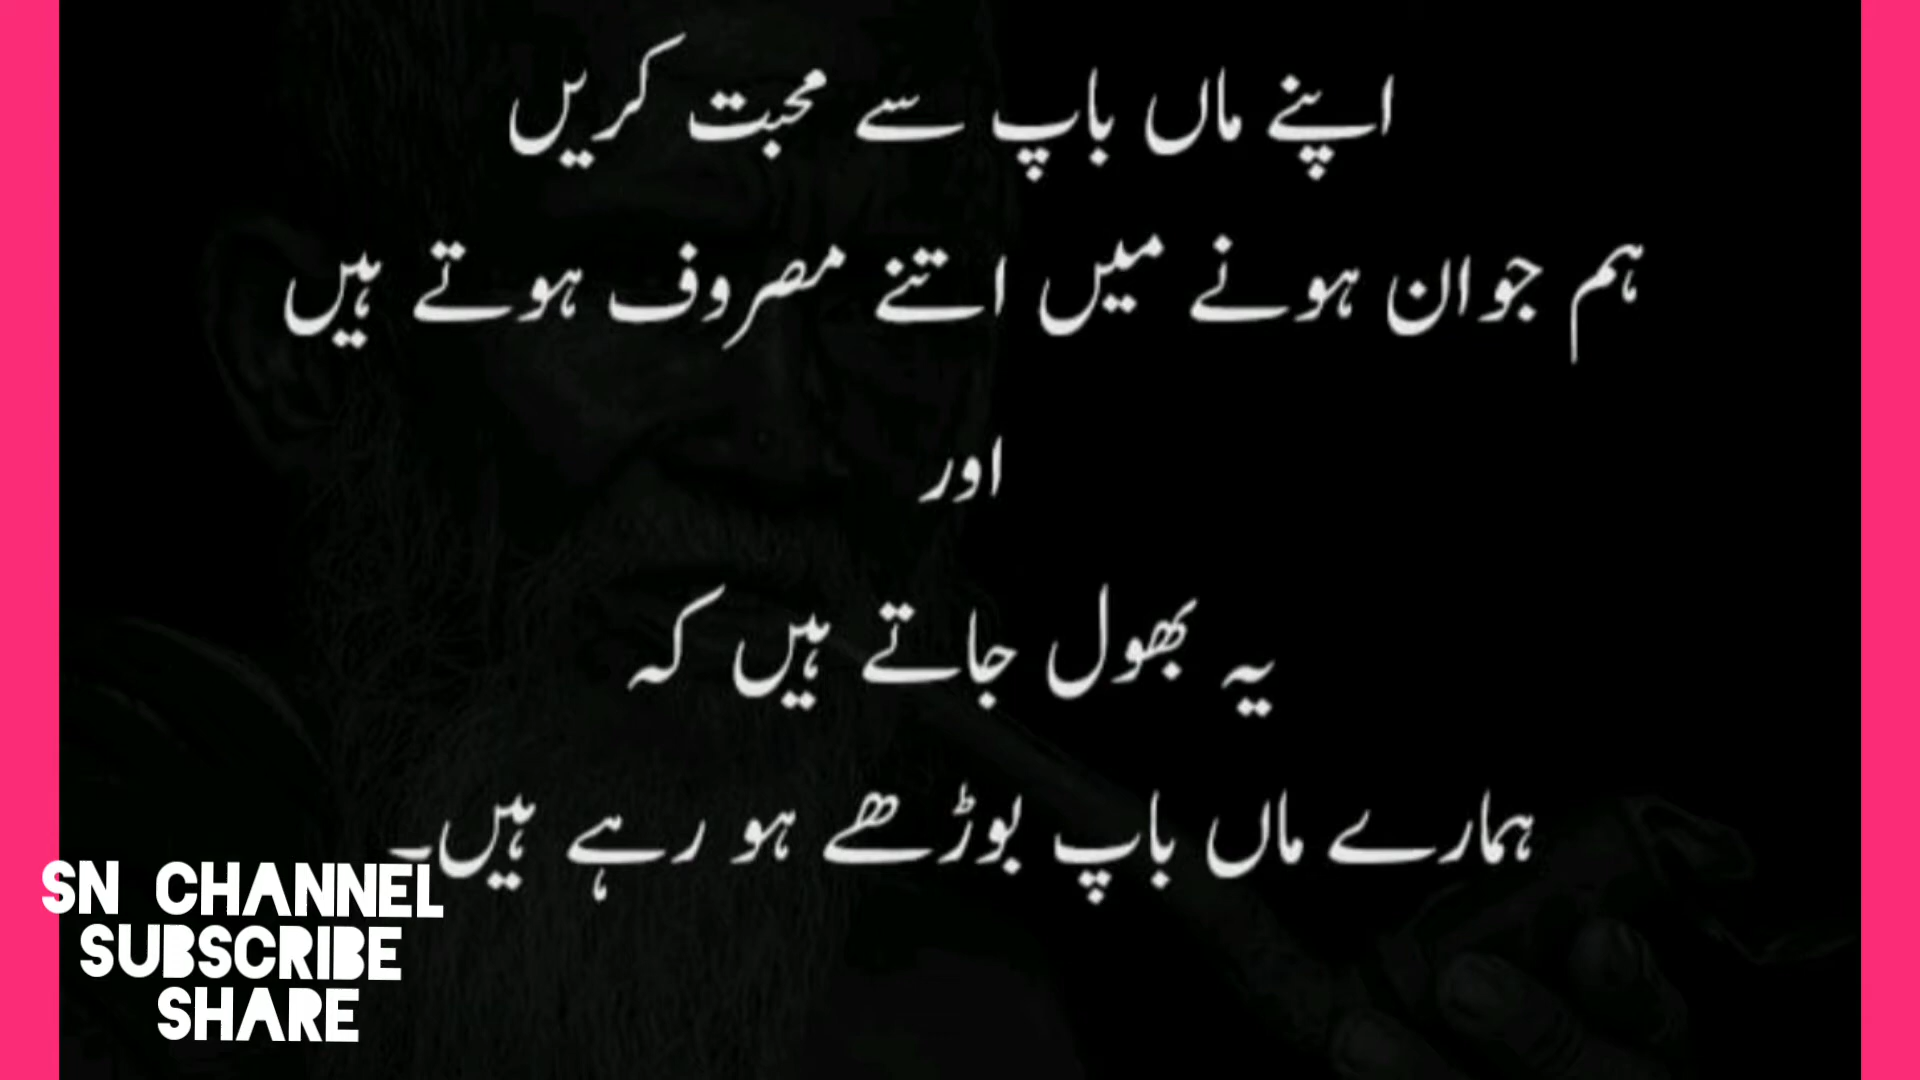 اپنے ماں باپ سے محبت کریں
ہم جوان ہونے میں اتنے مصروف ہوتے ہیں
اور
یہ بھول جاتے ہیں کہ
ہمارے ماں باپ بوڑھے ہو رہے ہیں۔
SN CHANNEL
SUBSCRIBE
SHARE